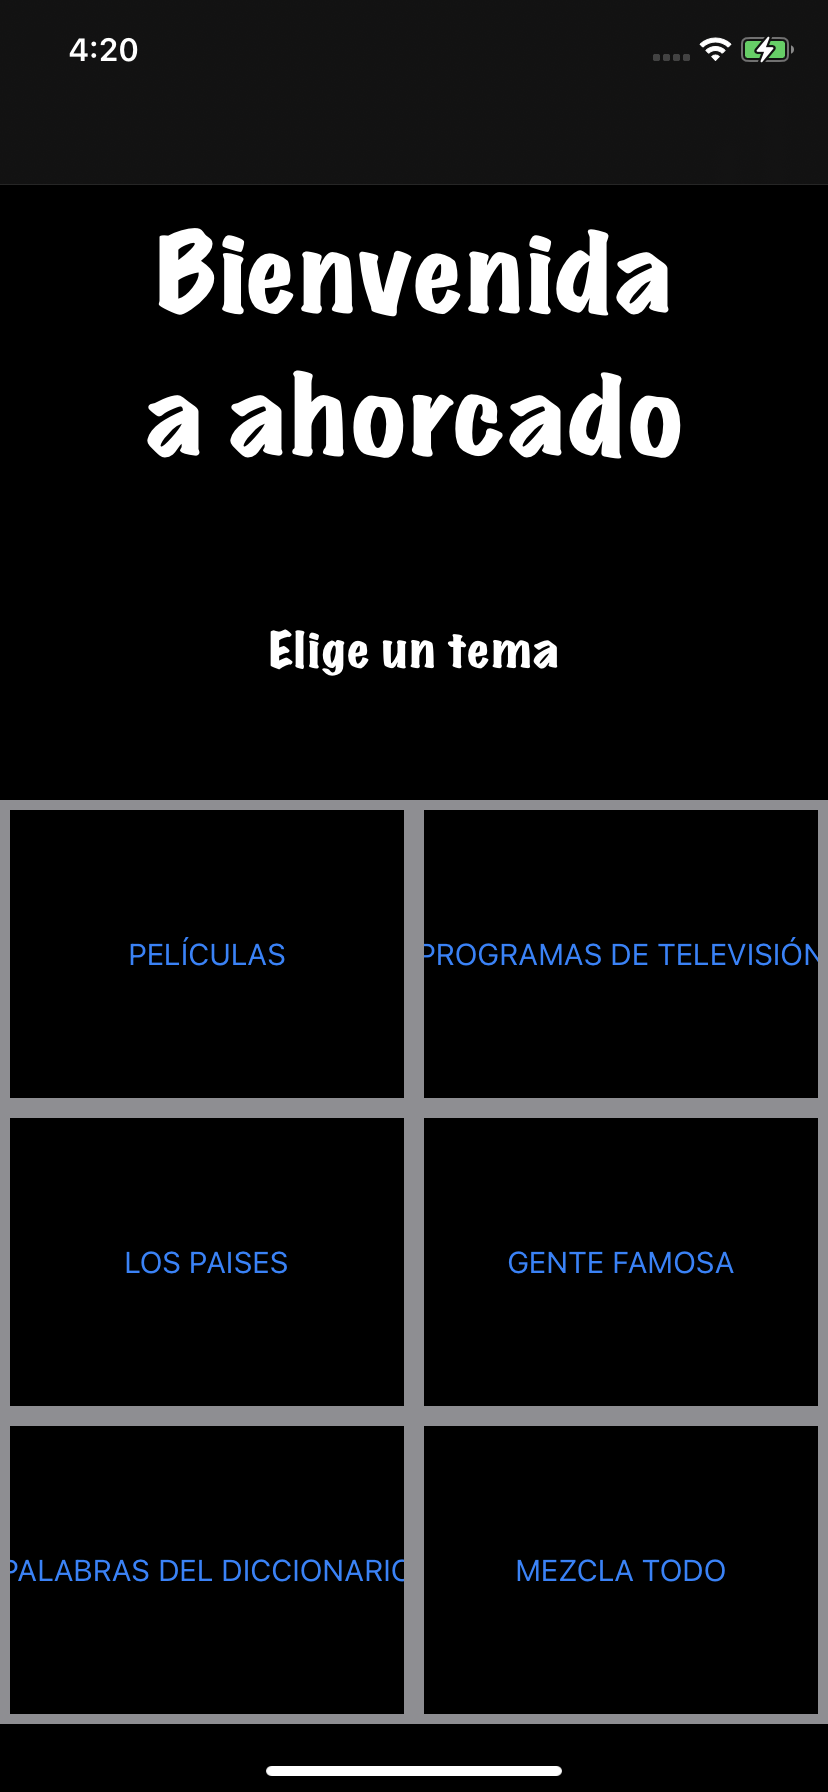 4:20
Bienvenida
a ahorcado
Elige un tema
PELÍCULAS
PROGRAMAS DE TELEVISIÓN
LOS PAISES
GENTE FAMOSA
PALABRAS DEL DICCIONARIO
MEZCLA TODO